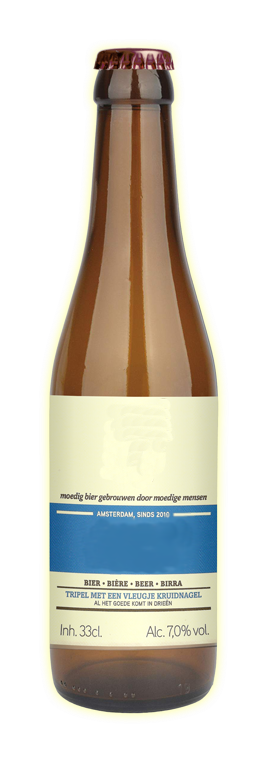 moedig bier gebrouwen door moedige mensen
AMSTERDAM, SINDS 2010
BIER • BIÈRE • BEER • BIRRA
TRIPEL MET EEN VLEUGJE KRUIDNAGEL
AL HET GOEDE KOMT IN DRIEËN
Inh. 33cl. Alc. 7,0% vol.